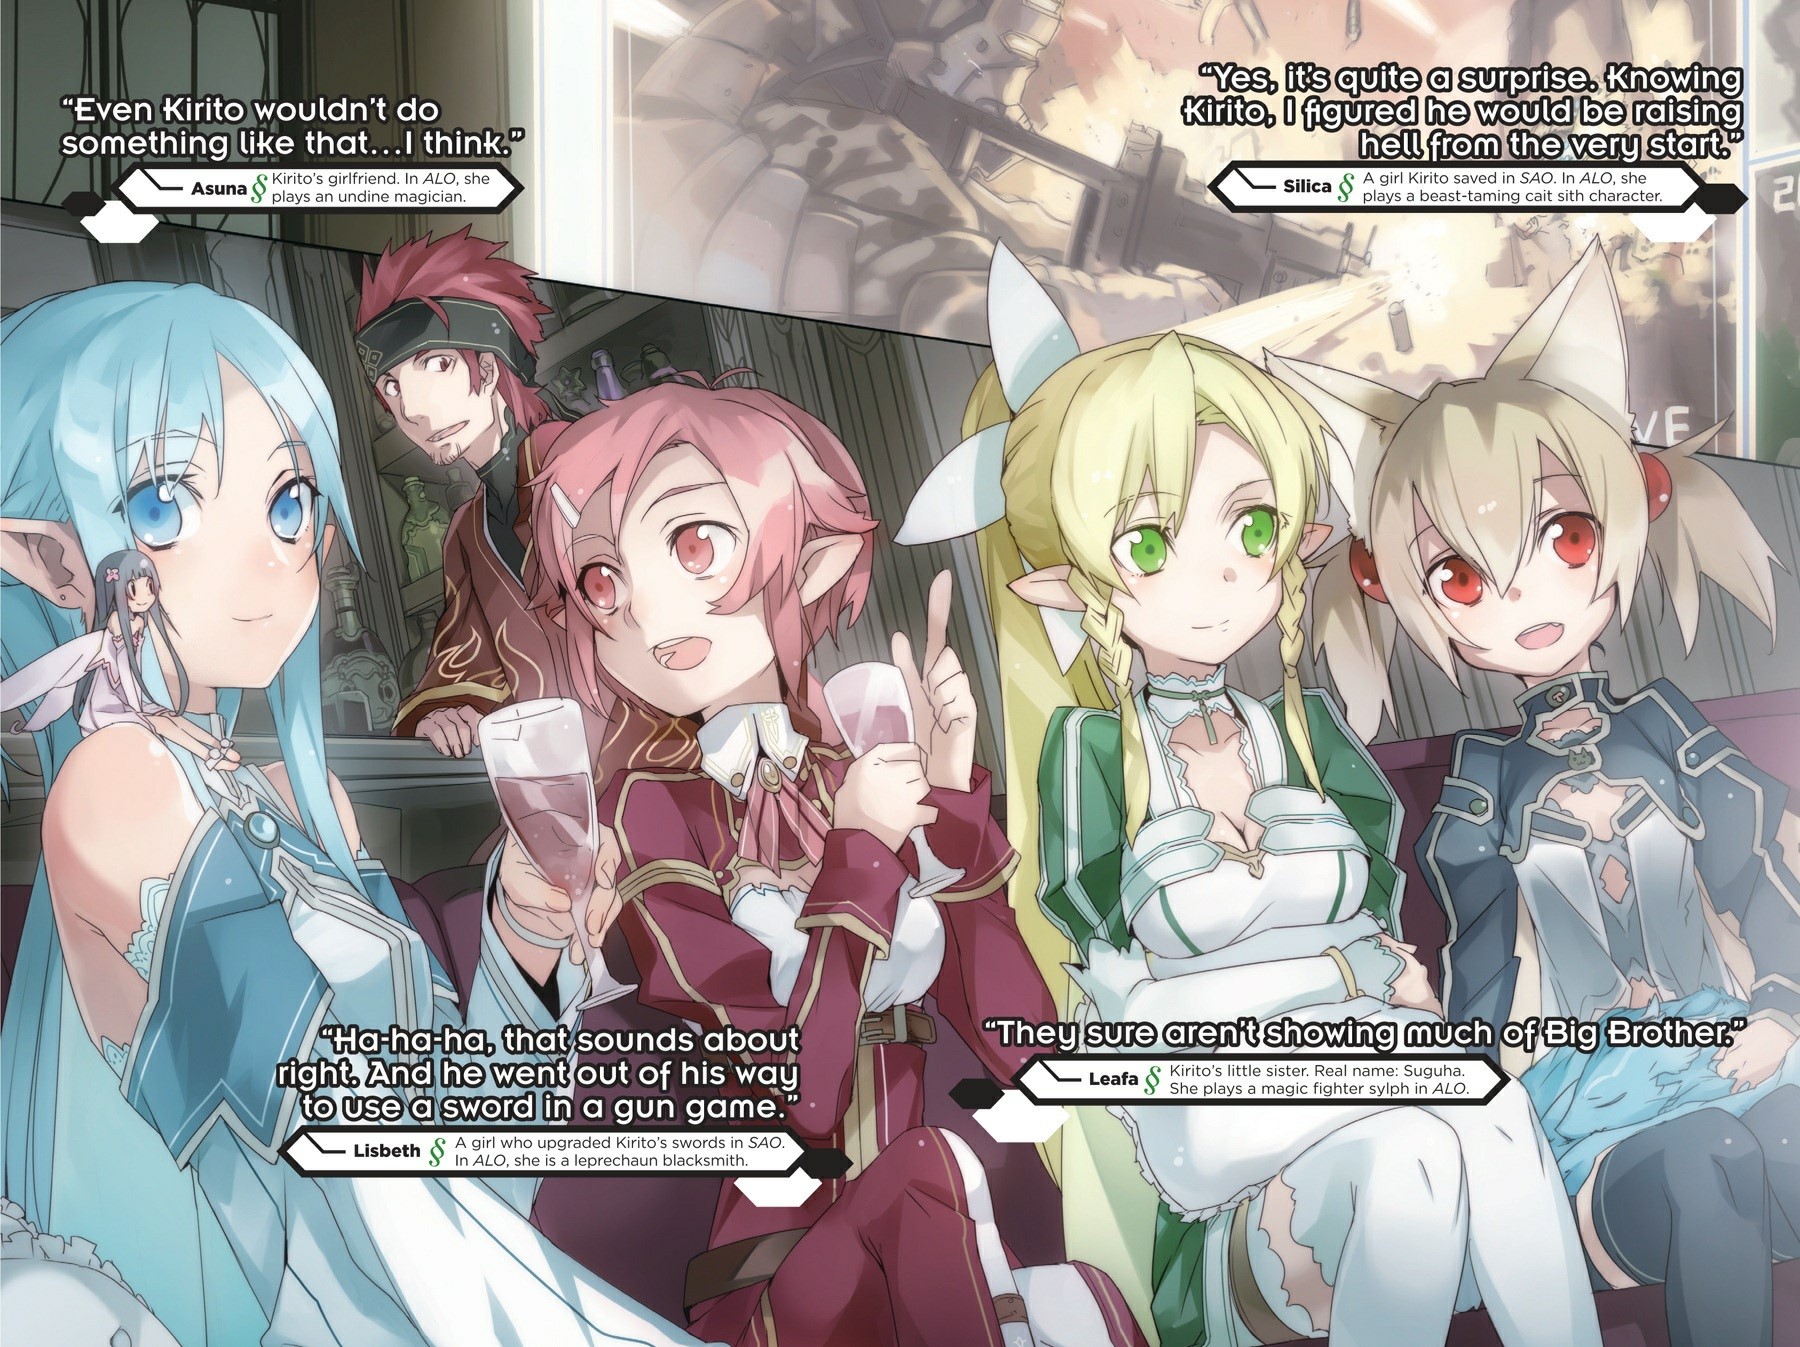 “Even Kirito wouldn’t do
something like that...I think.”
Asuna § Kirito’s girlfriend. In ALO, she
plays an undine magician.
“Yes, it’s quite a surprise. Knowing
Kirito, I figured he would be raising
hell from the very start.”
Silica § A girl Kirito saved in SAO. In ALO, she
plays a beast-taming cait sith character.
“Ha-ha-ha, that sounds about
right. And he went out of his way
to use a sword in a gun game.”
Lisbeth § A girl who upgraded Kirito’s swords in SAO.
In ALO, she is a leprechaun blacksmith.
“They sure aren’t showing much of Big Brother.”
Leafa § Kirito’s little sister. Real name: Suguha.
She plays a magic fighter sylph in ALO.